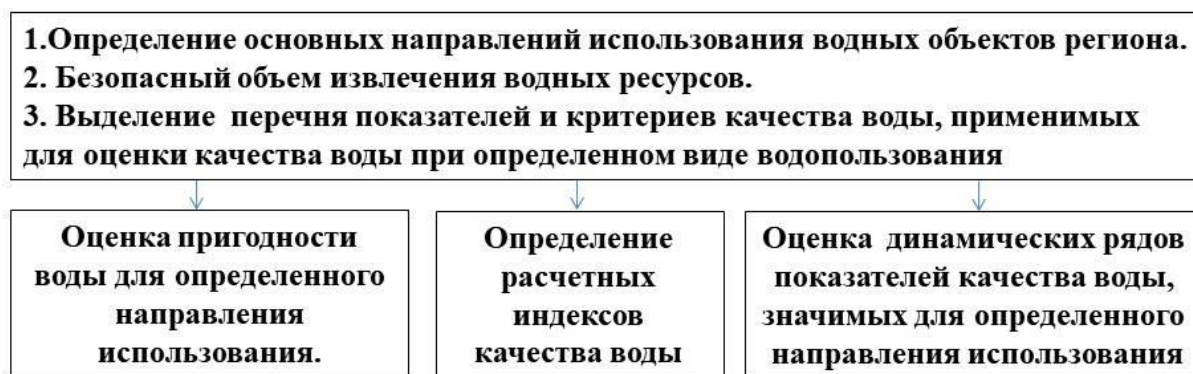 1.Определение основных направлений использования водных объектов региона.
2. Безопасный объем извлечения водных ресурсов.
3. Выделение перечня показателей и критериев качества воды, применимых
для оценки качества воды при определенном виде водопользования
Оценка пригодности
воды для определенного
направления
использования.
Определение
расчетных
индексов
качества воды
Оценка динамических рядов
показателей качества воды,
значимых для определенного
направления использования